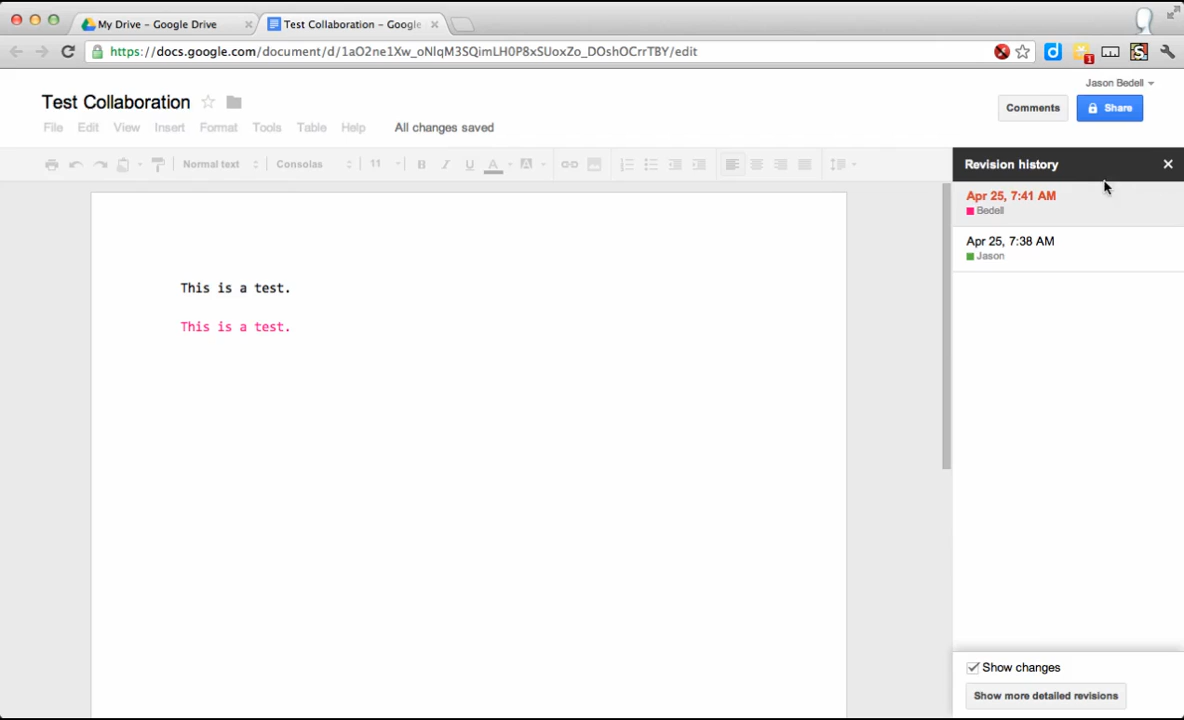 My Drive – Google Drive
Test Collaboration – Google
https://docs.google.com/document/d/1aO2ne1Xw_oNlqM3SQimLH0P8xSUoxZo_DOshOCrrTBY/edit
1
Jason Bedell
Test Collaboration
Comments
Share
File Edit View Insert Format Tools Table Help All changes saved
Normal text Consolas 11 B I U A A
Revision history
Apr 25, 7:41 AM
Bedell
Apr 25, 7:38 AM
Jason
This is a test.
This is a test.
Show changes
Show more detailed revisions